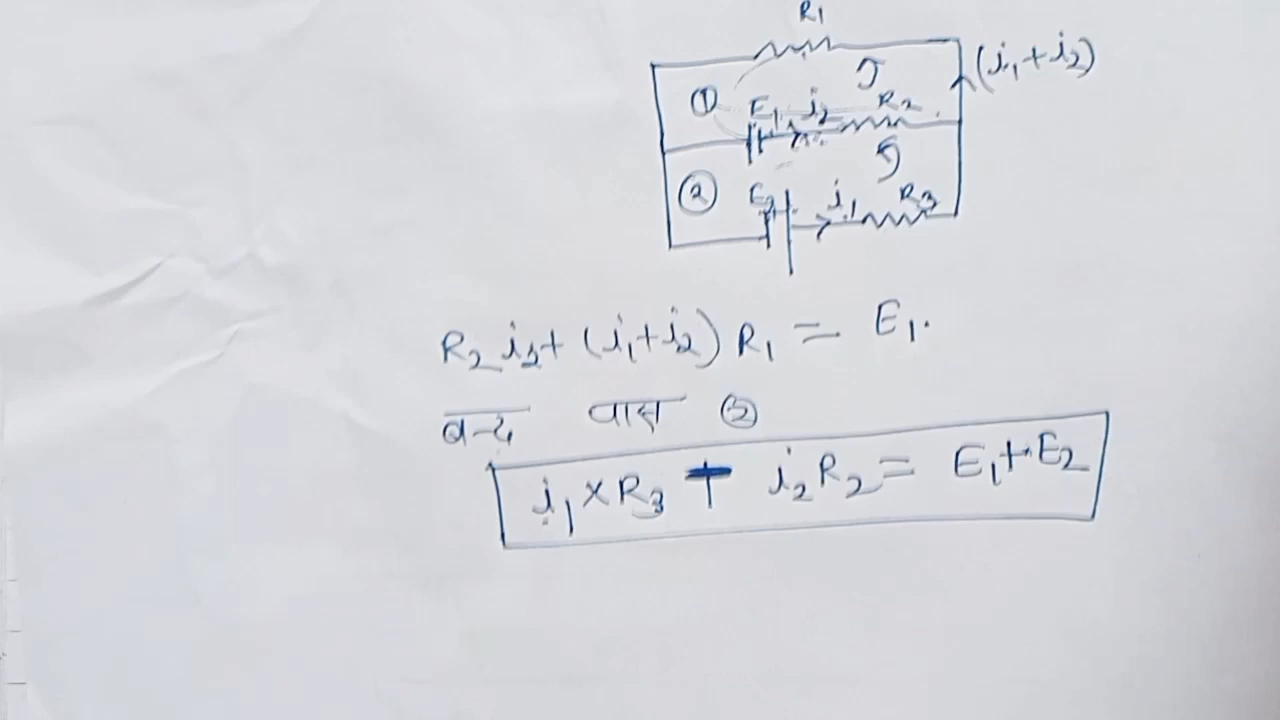 R1
(i1+i2)
① E1 i2 R2
② E2 i1 R3
R2 i2 + (i1+i2) R1 = E1.
बन्द पास ②
i1 × R3 + i2 R2 = E1 + E2